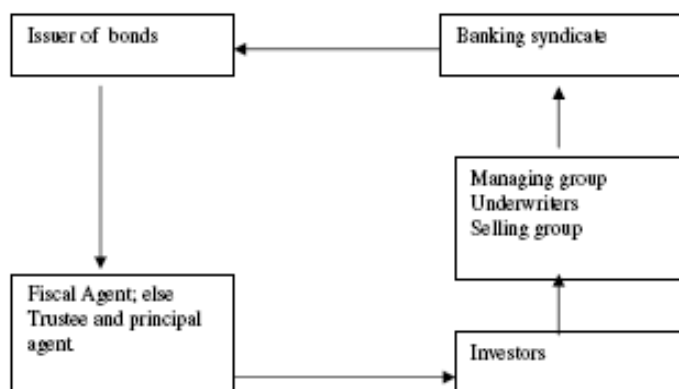 Issuer of bonds
Banking syndicate
Managing group
Underwriters
Selling group
Fiscal Agent; else
Trustee and principal
agent.
Investors